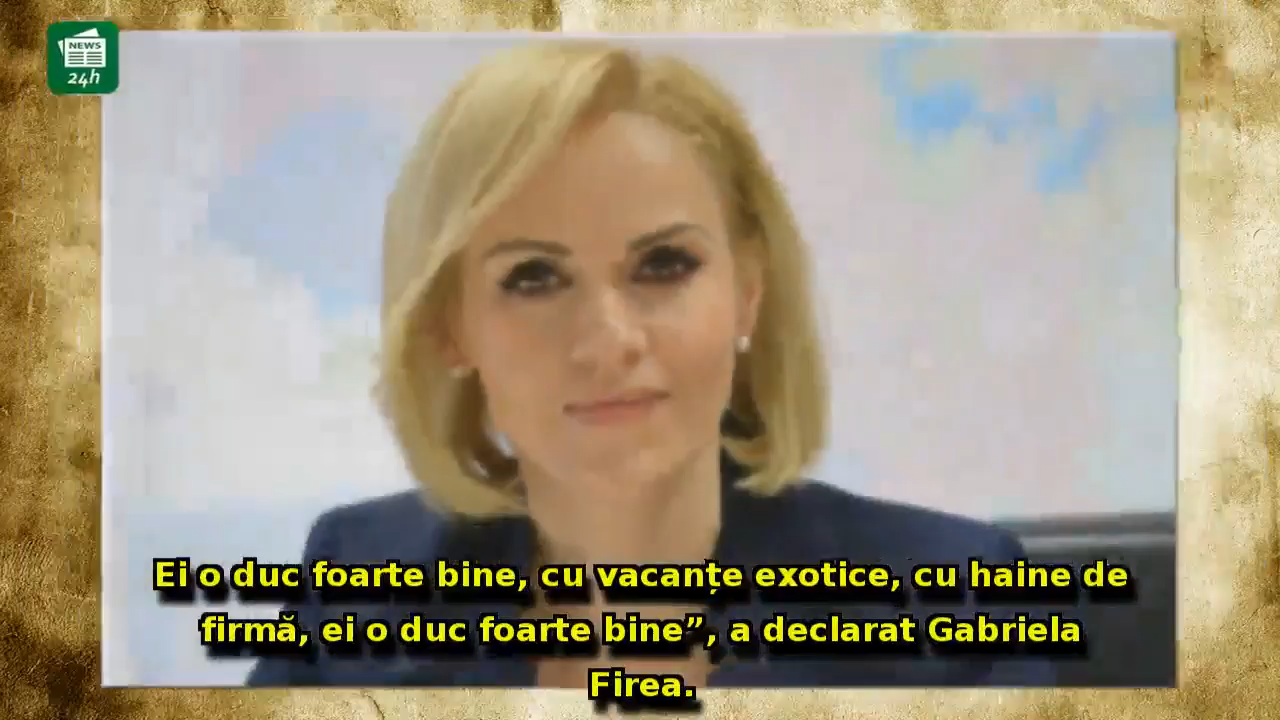 NEWS
24h
Ei o duc foarte bine, cu vacanțe exotice, cu haine de
firmă, ei o duc foarte bine”, a declarat Gabriela
Firea.